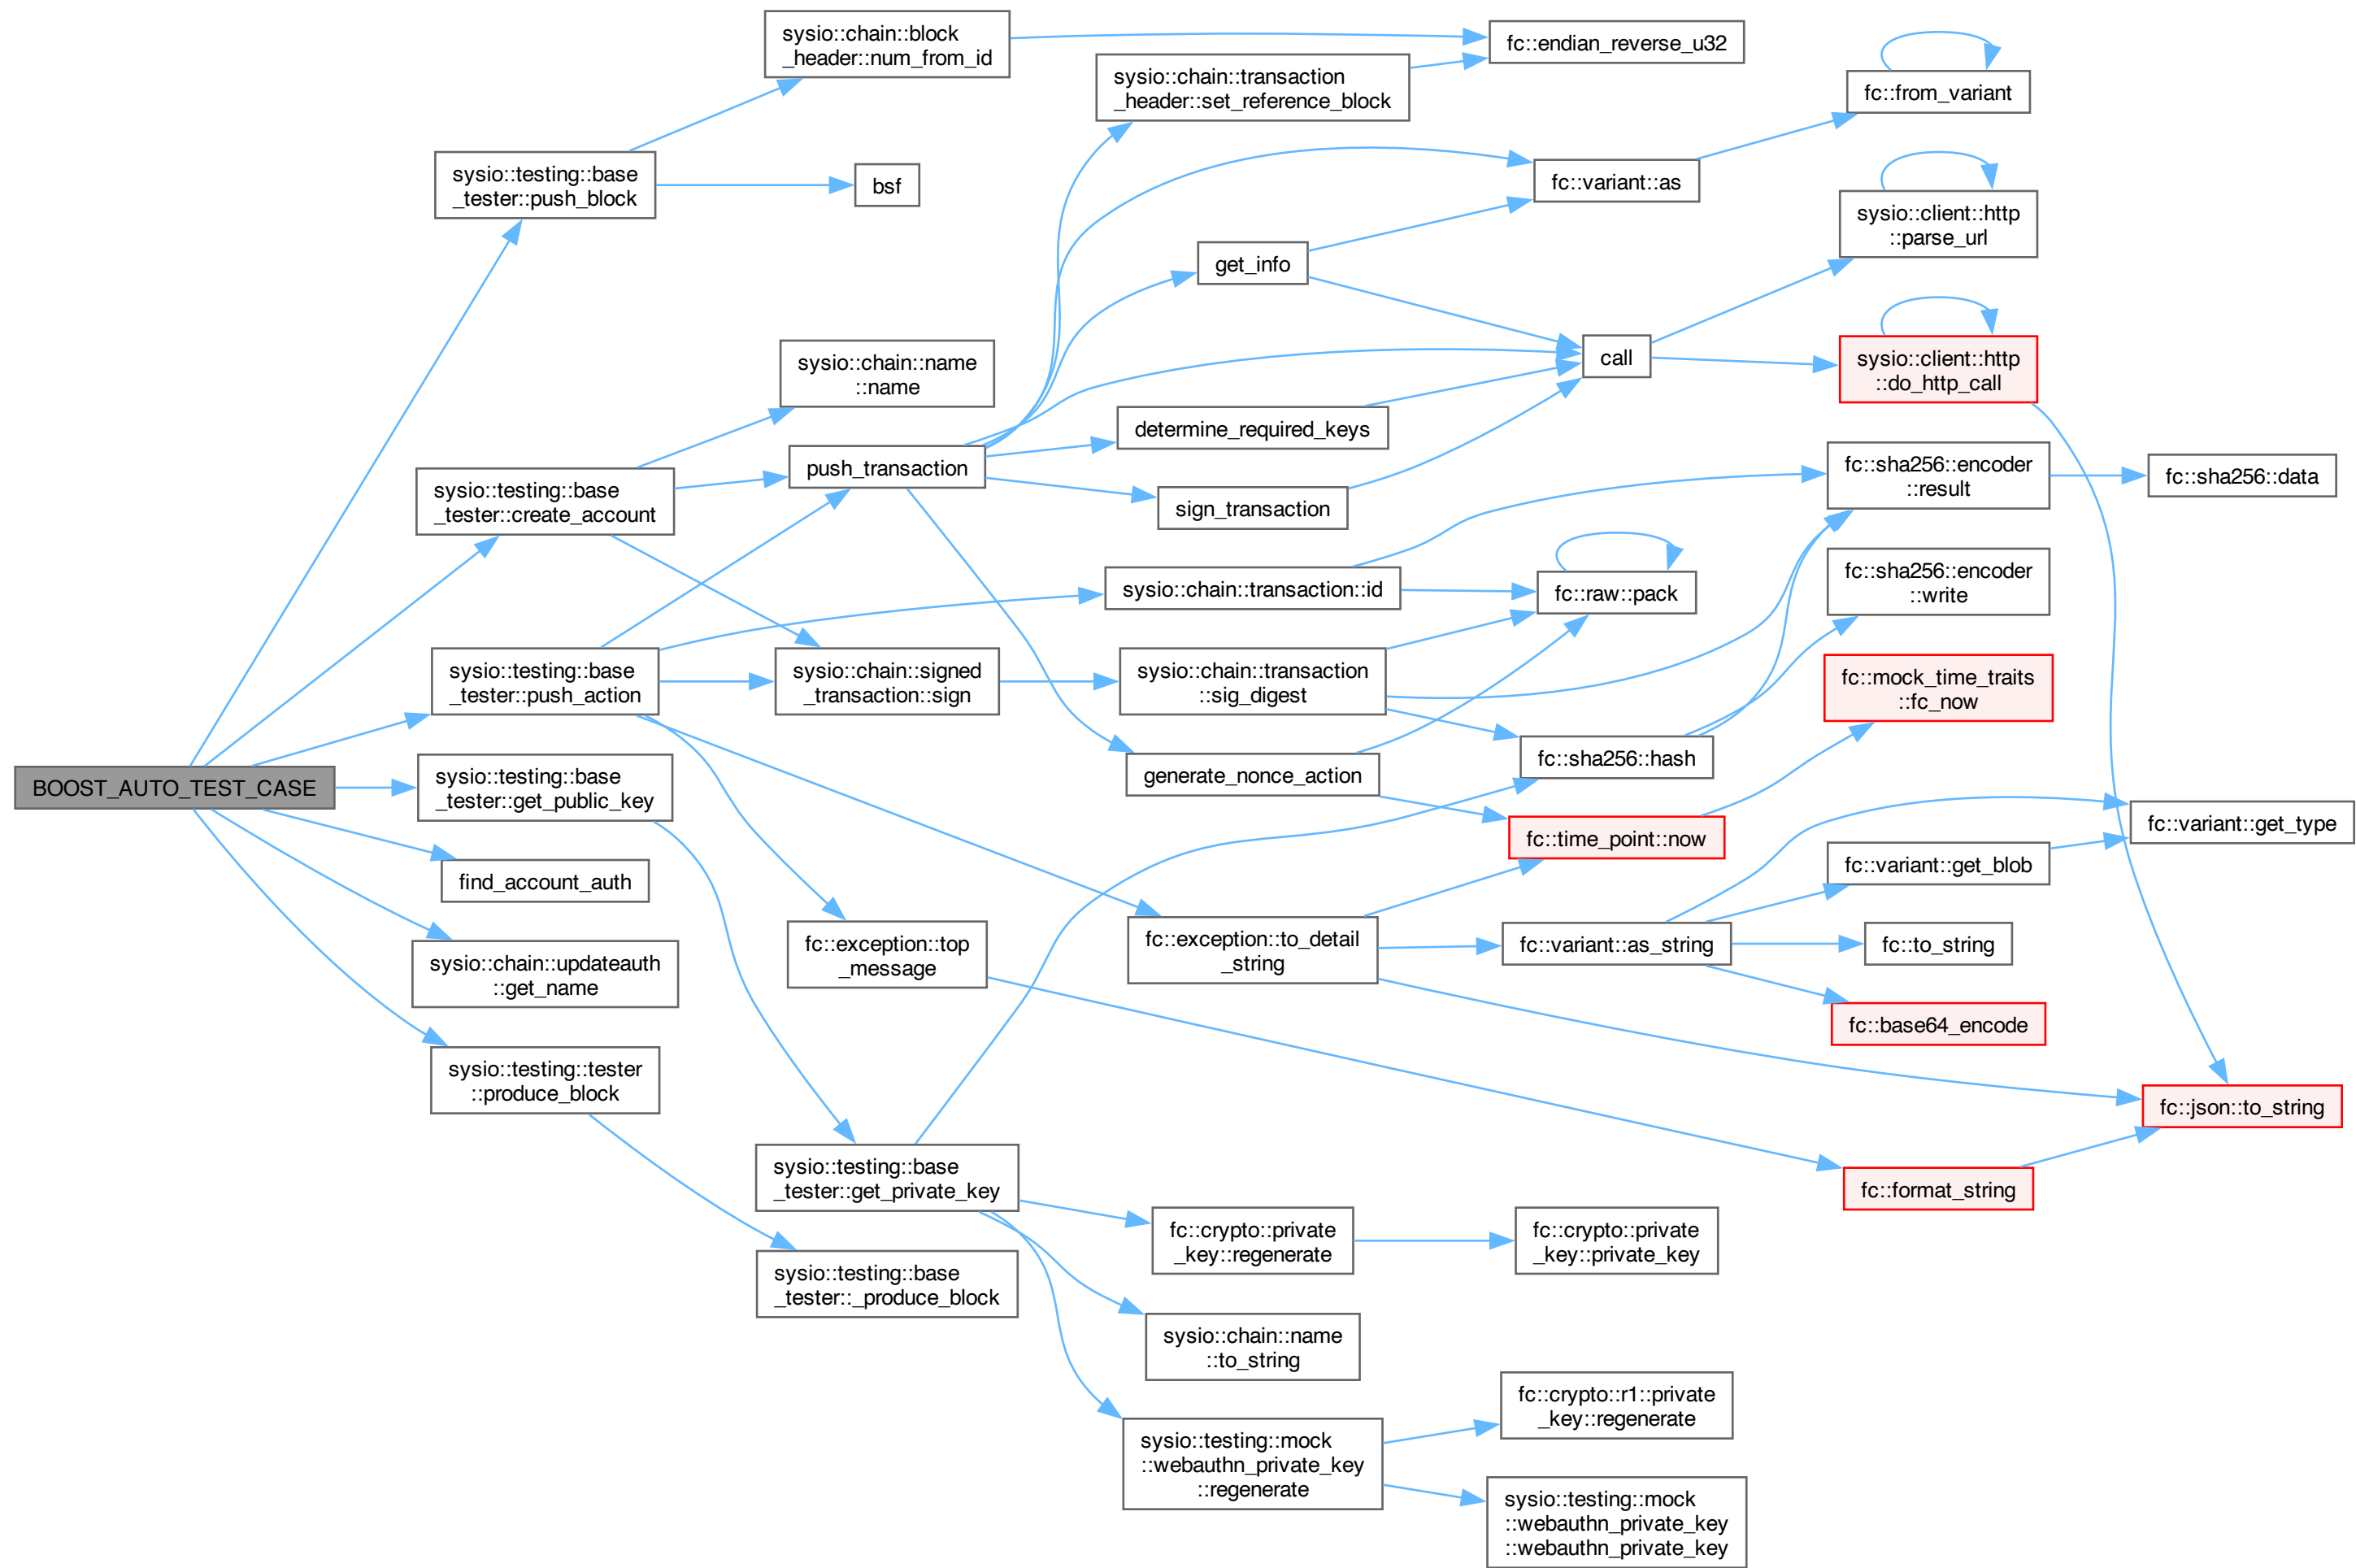 BOOST_AUTO_TEST_CASE
sysio::testing::base
_tester::push_block
sysio::testing::base
_tester::create_account
sysio::testing::base
_tester::push_action
sysio::testing::base
_tester::get_public_key
find_account_auth
sysio::chain::updateauth
::get_name
sysio::testing::tester
::produce_block
sysio::chain::block
_header::num_from_id
bsf
sysio::chain::name
::name
push_transaction
sysio::chain::signed
_transaction::sign
fc::exception::top
_message
sysio::testing::base
_tester::get_private_key
sysio::testing::base
_tester::_produce_block
sysio::chain::transaction
_header::set_reference_block
get_info
determine_required_keys
sign_transaction
sysio::chain::transaction::id
sysio::chain::transaction
::sig_digest
generate_nonce_action
fc::exception::to_detail
_string
fc::crypto::private
_key::regenerate
sysio::chain::name
::to_string
sysio::testing::mock
::webauthn_private_key
::regenerate
fc::endian_reverse_u32
fc::variant::as
call
fc::raw::pack
fc::sha256::hash
fc::time_point::now
fc::variant::as_string
fc::crypto::private
_key::private_key
fc::crypto::r1::private
_key::regenerate
sysio::testing::mock
::webauthn_private_key
::webauthn_private_key
fc::from_variant
sysio::client::http
::parse_url
sysio::client::http
::do_http_call
fc::sha256::encoder
::result
fc::sha256::encoder
::write
fc::mock_time_traits
::fc_now
fc::variant::get_blob
fc::to_string
fc::base64_encode
fc::format_string
fc::sha256::data
fc::variant::get_type
fc::json::to_string